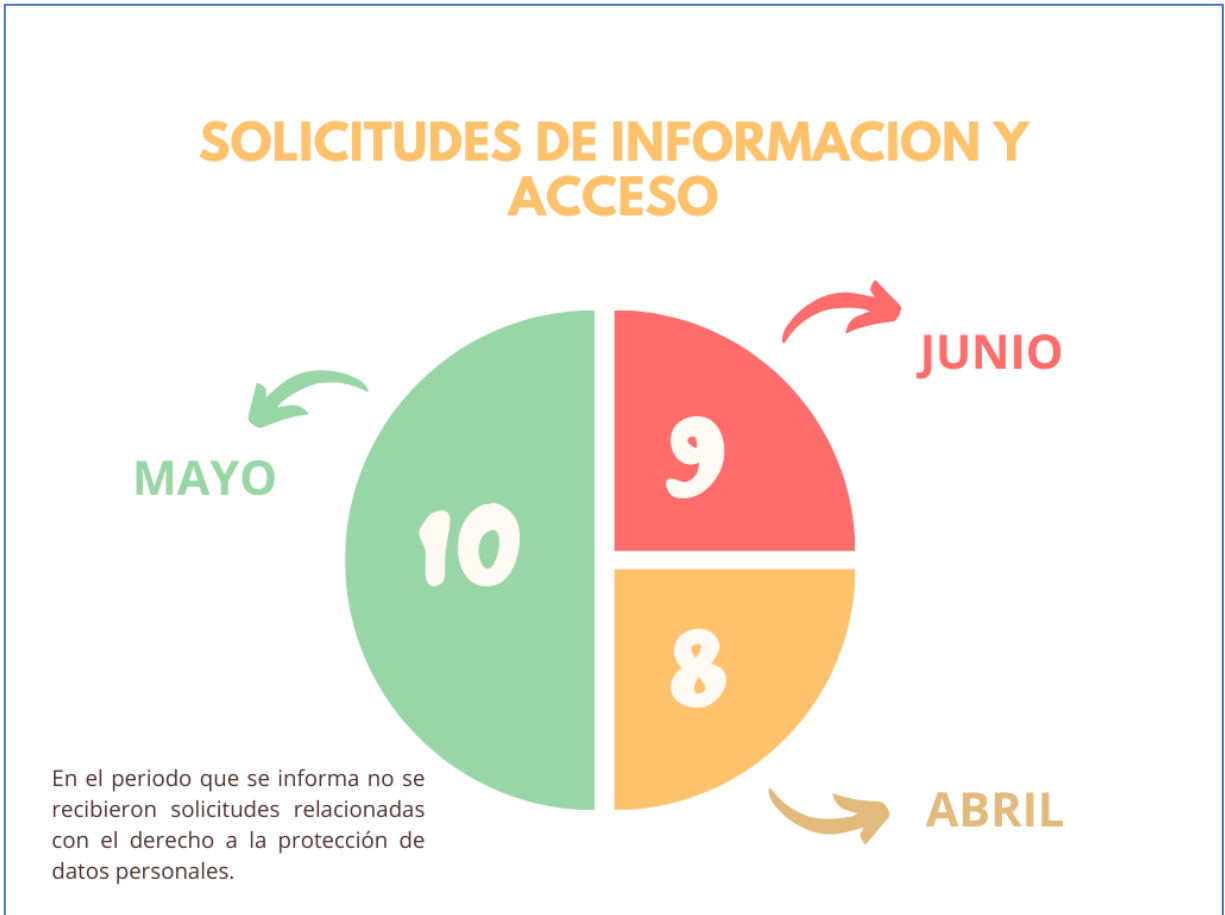 SOLICITUDES DE INFORMACION Y
ACCESO
JUNIO
MAYO
9
10
8
ABRIL
En el periodo que se informa no se
recibieron solicitudes relacionadas
con el derecho a la protección de
datos personales.